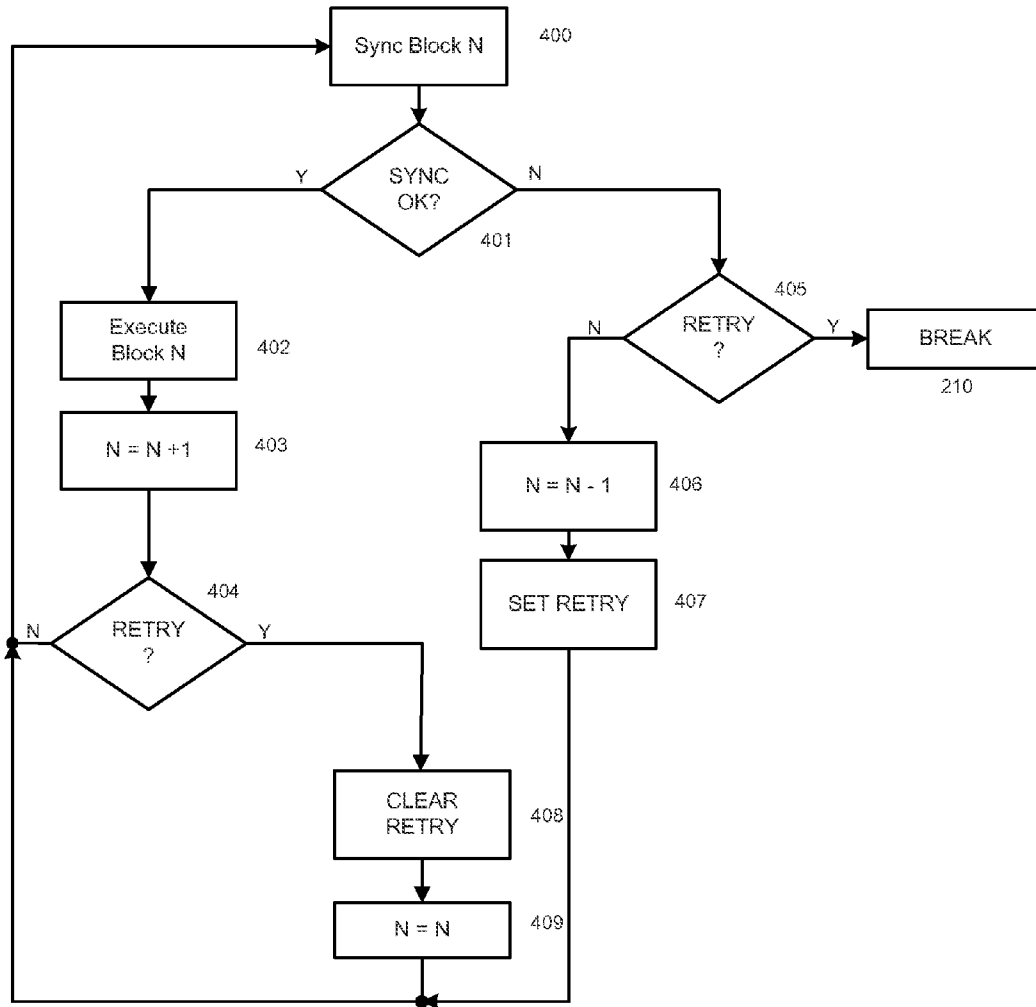 Sync Block N
400
SYNC
OK?
Y
N
401
405
Execute
Block N
402
RETRY
?
N
Y
BREAK
210
N = N +1
403
N = N - 1
406
404
SET RETRY
407
RETRY
?
N
Y
CLEAR
RETRY
408
N = N
409